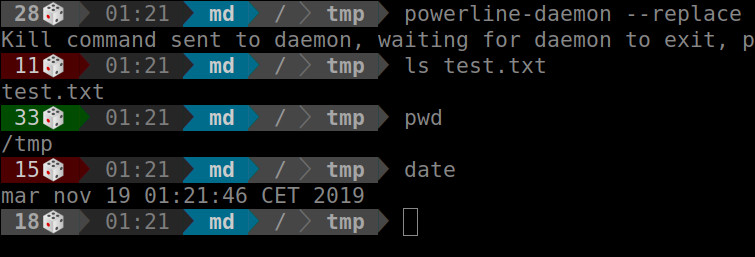 28🎲 01:21 md / tmp powerline-daemon --replace
Kill command sent to daemon, waiting for daemon to exit, p
11🎲 01:21 md / tmp ls test.txt
test.txt
33🎲 01:21 md / tmp pwd
/tmp
15🎲 01:21 md / tmp date
mar nov 19 01:21:46 CET 2019
18🎲 01:21 md / tmp